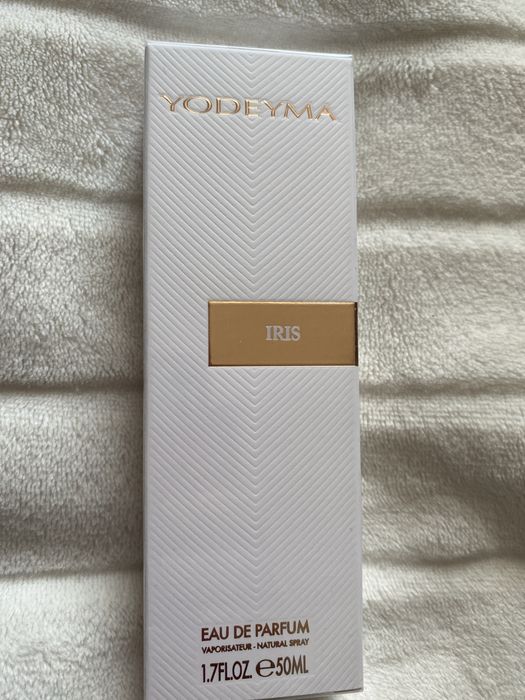 YODEYMA
IRIS
EAU DE PARFUM
VAPORISATEUR - NATURAL SPRAY
1.7FL.OZ. ℮50ML